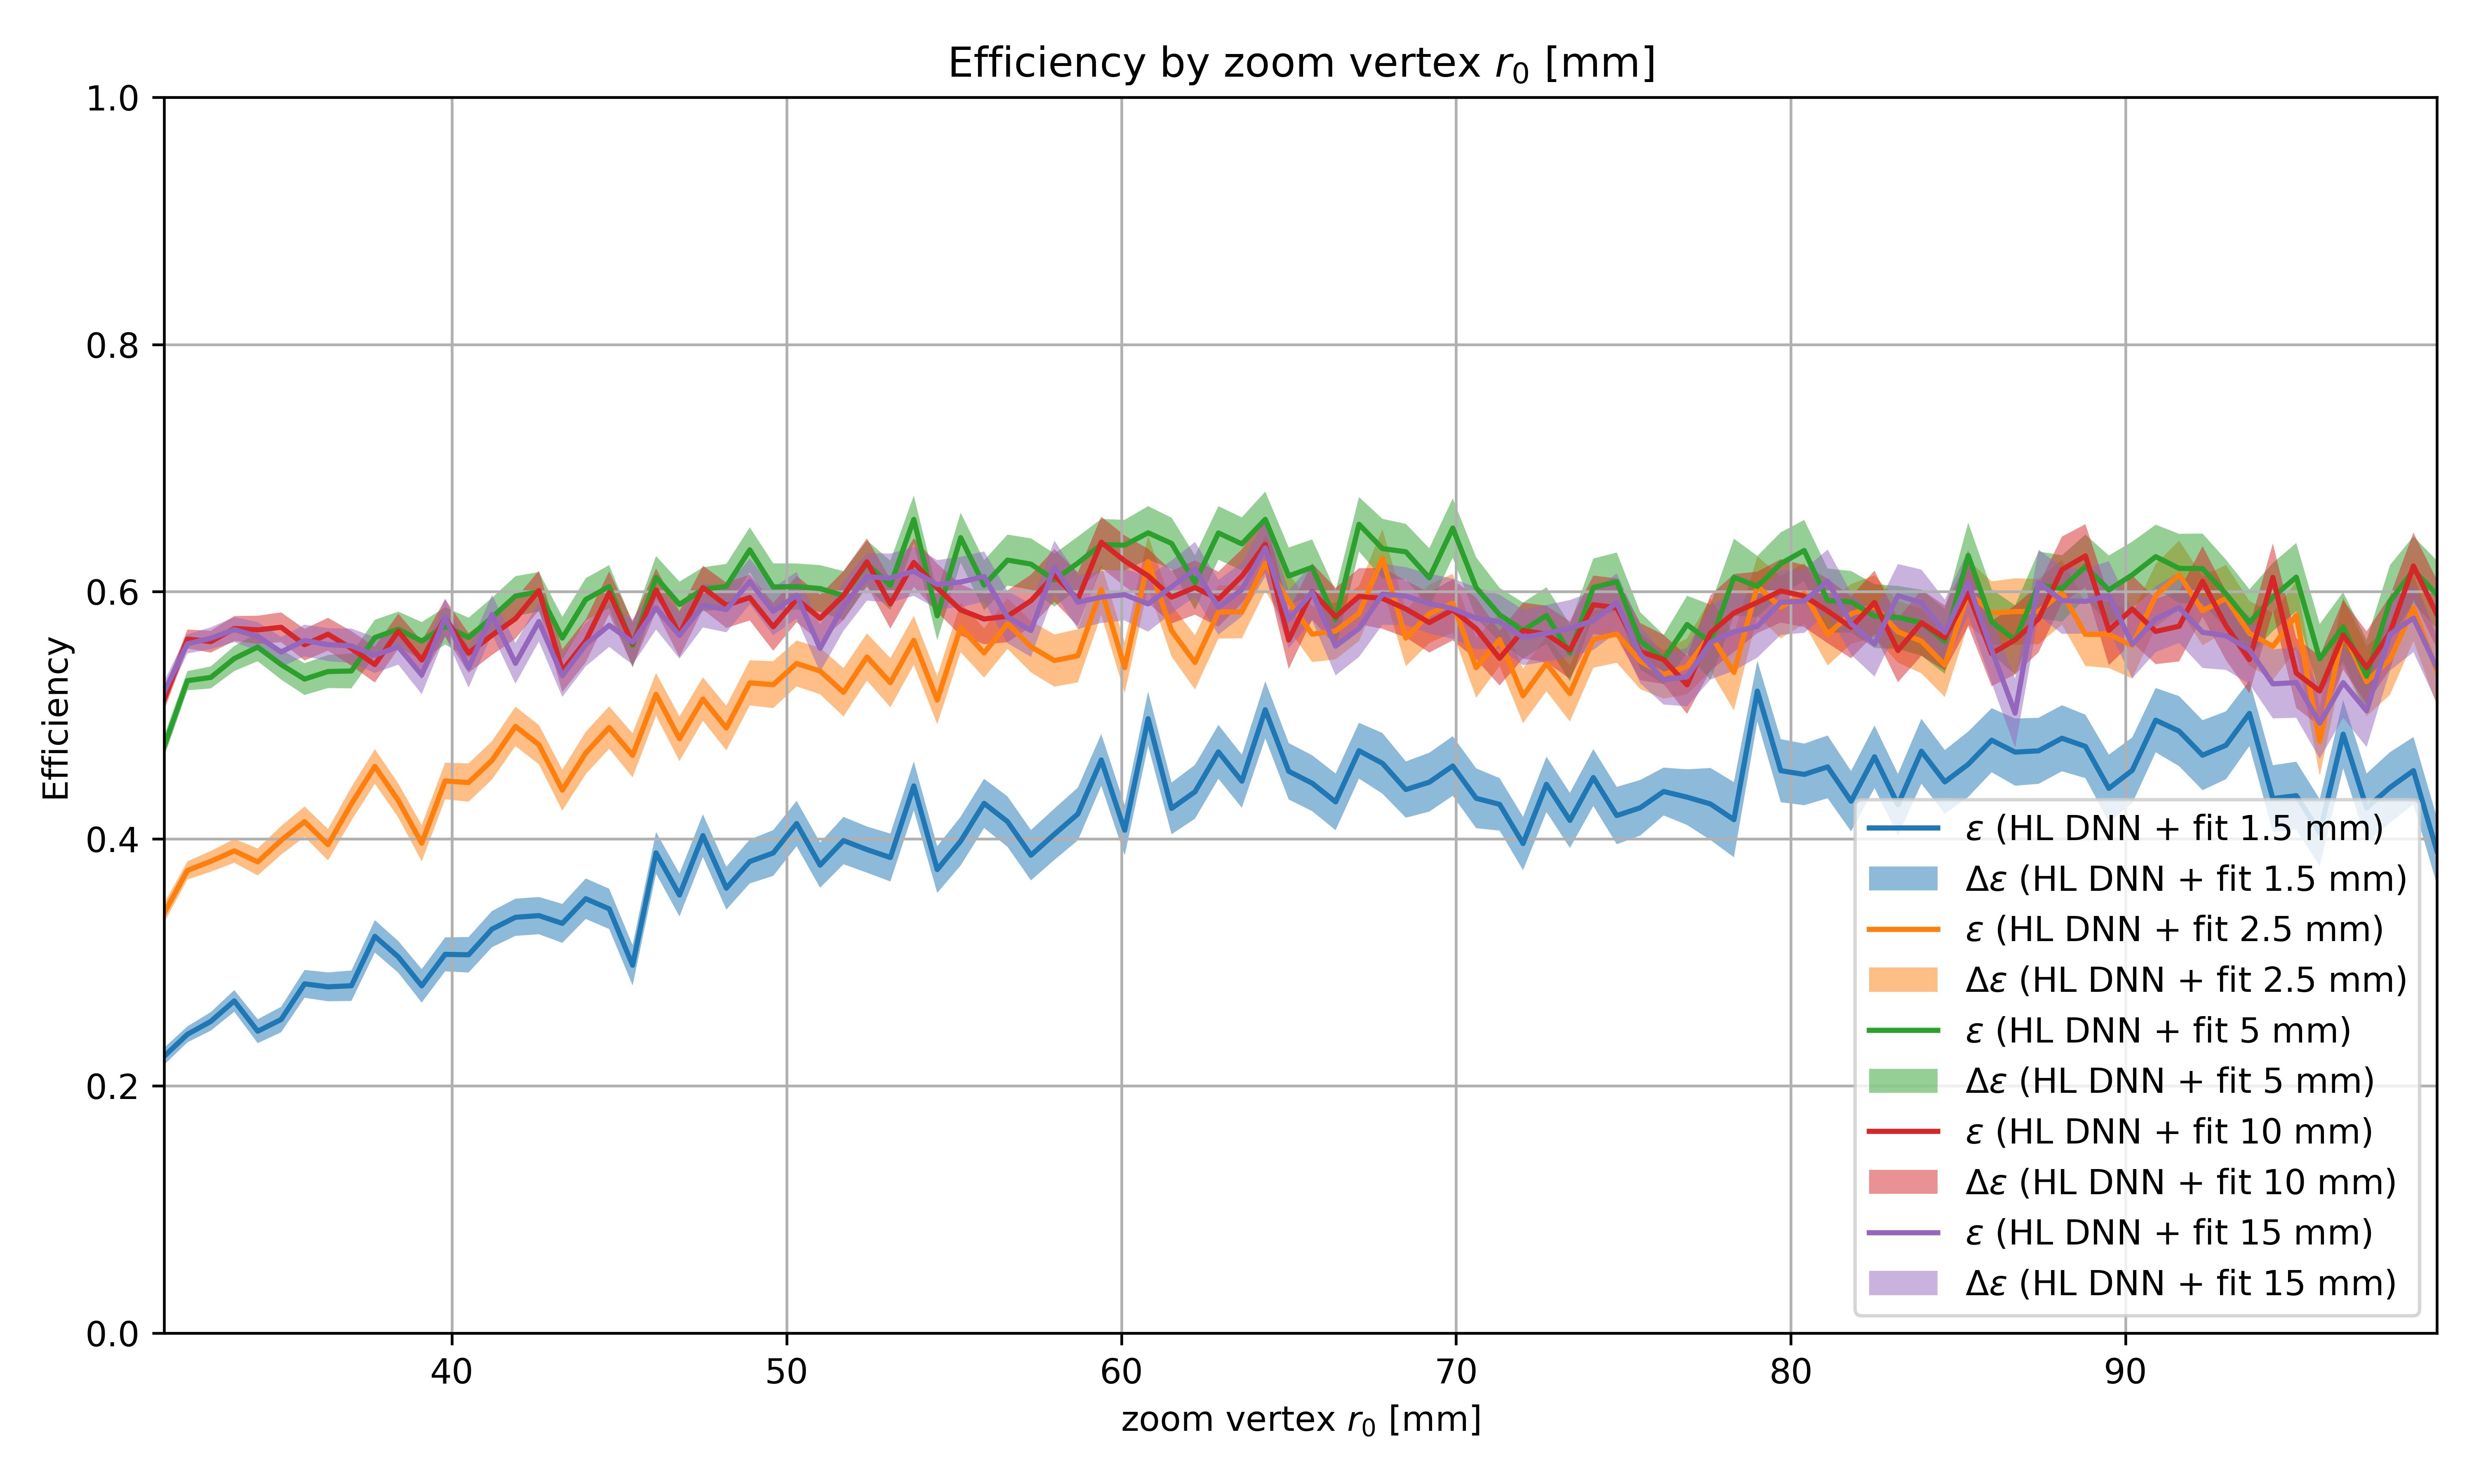 Efficiency by zoom vertex r₀ [mm]
1.0
0.8
0.6
0.4
0.2
0.0
Efficiency
40 50 60 70 80 90
zoom vertex r₀ [mm]
ε (HL DNN + fit 1.5 mm)
Δε (HL DNN + fit 1.5 mm)
ε (HL DNN + fit 2.5 mm)
Δε (HL DNN + fit 2.5 mm)
ε (HL DNN + fit 5 mm)
Δε (HL DNN + fit 5 mm)
ε (HL DNN + fit 10 mm)
Δε (HL DNN + fit 10 mm)
ε (HL DNN + fit 15 mm)
Δε (HL DNN + fit 15 mm)